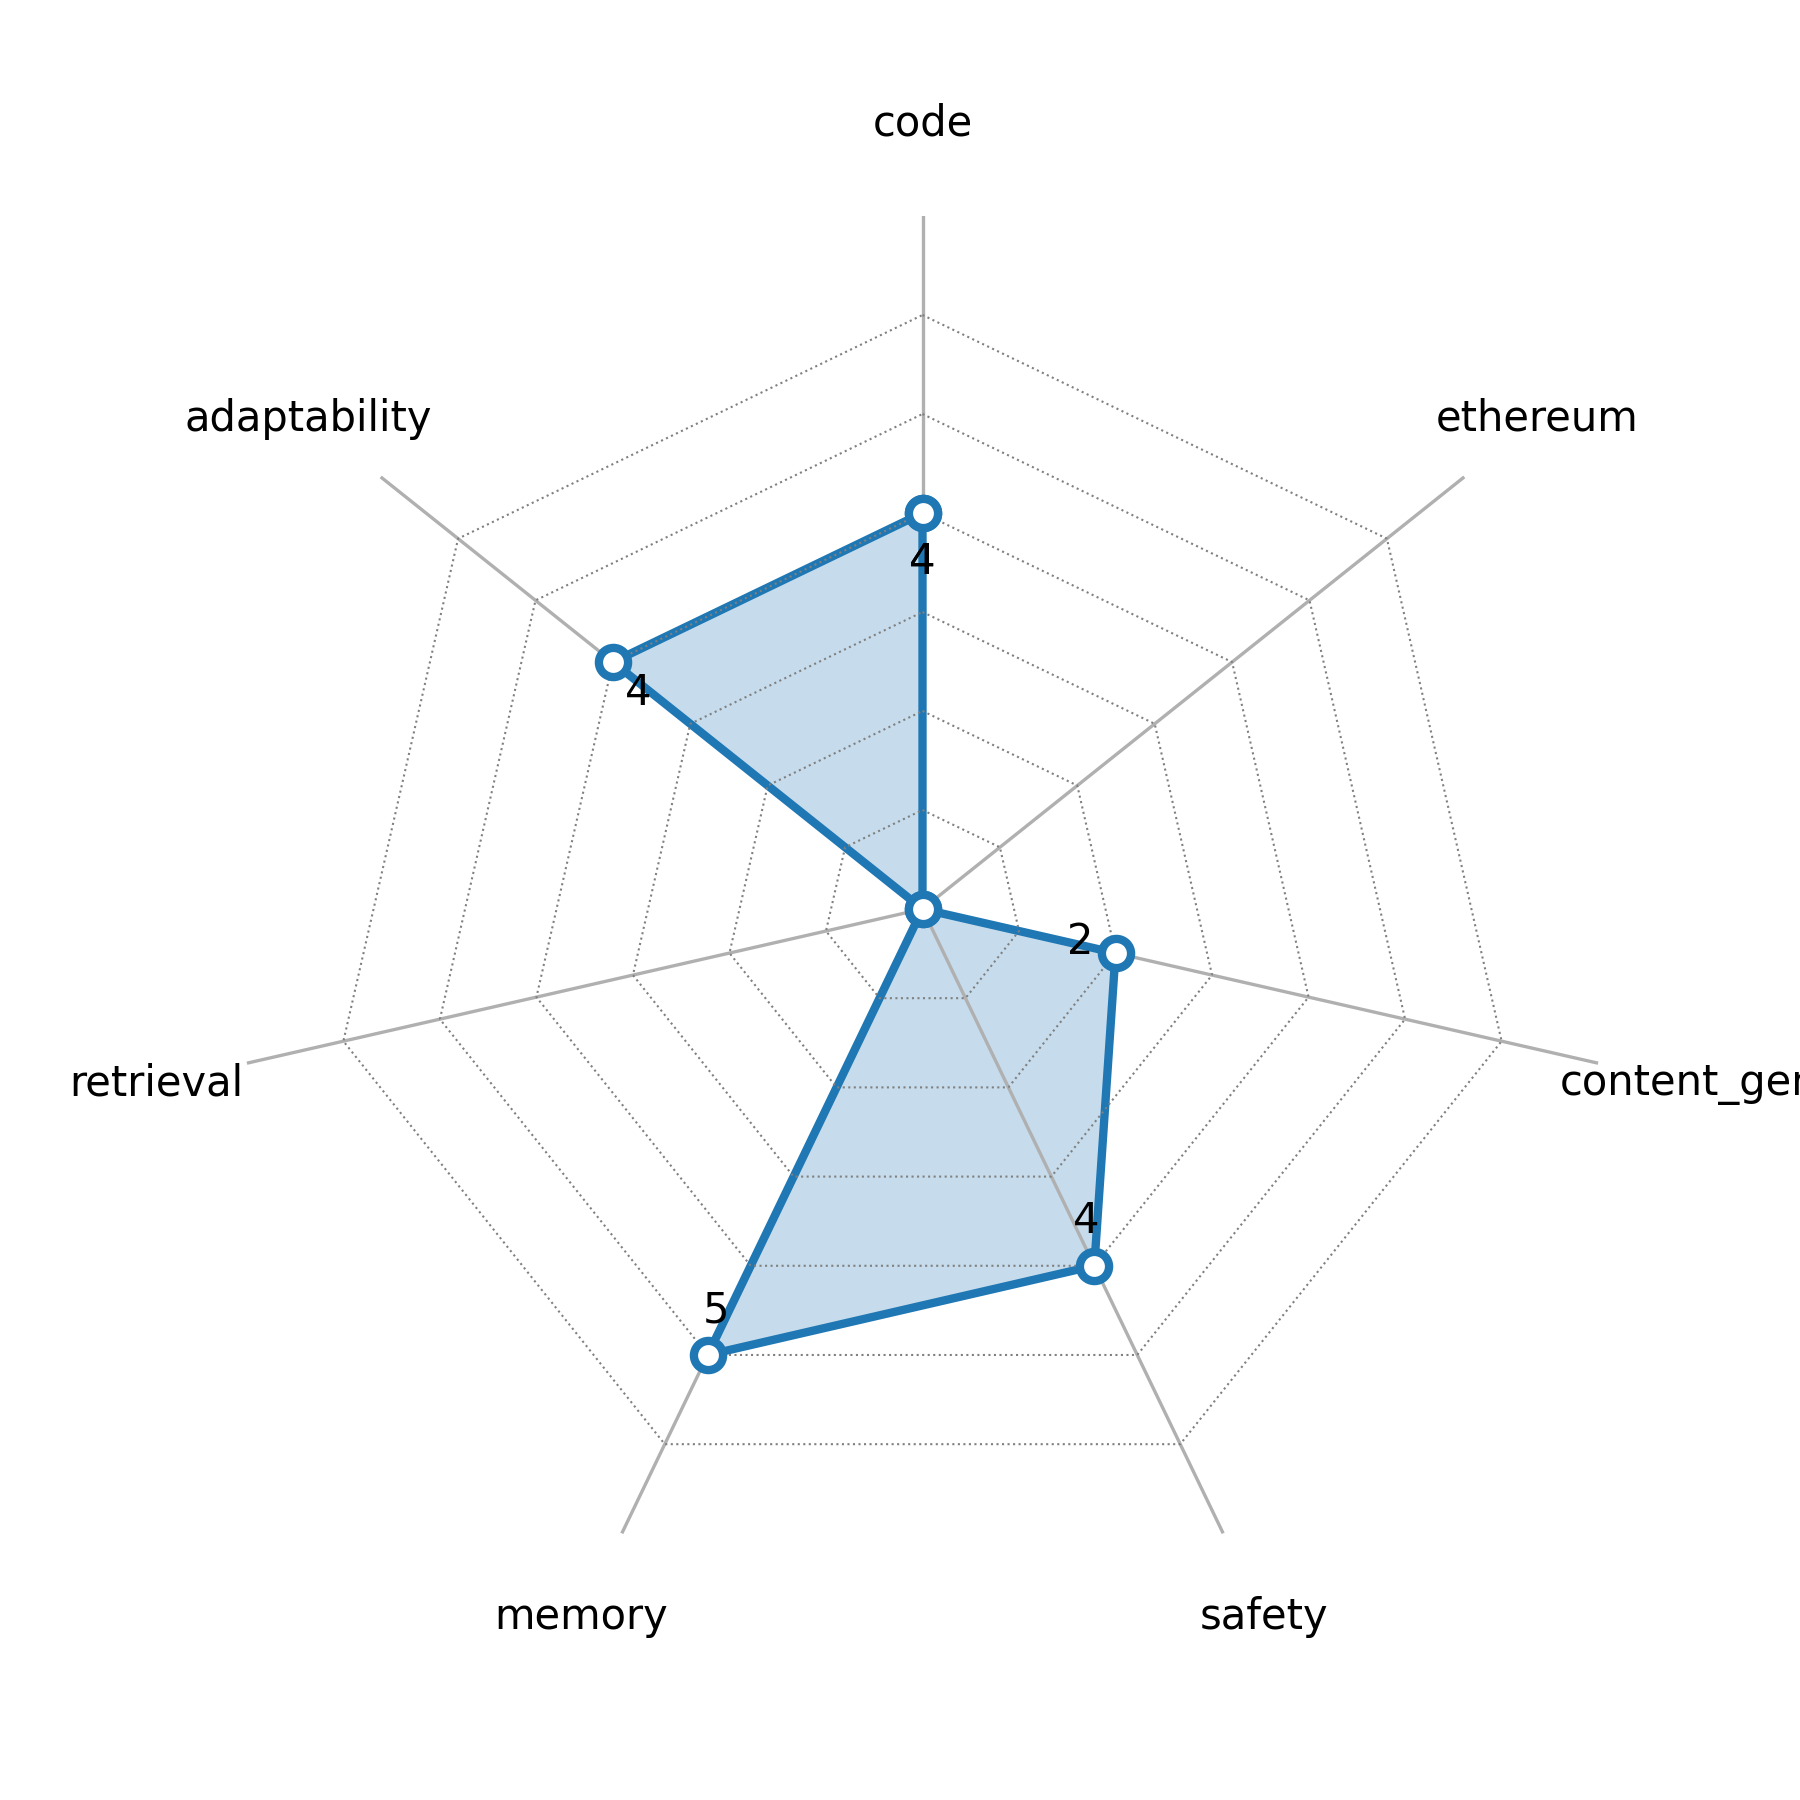 code
adaptability
ethereum
4
4
2
retrieval
content_ger
4
5
memory
safety